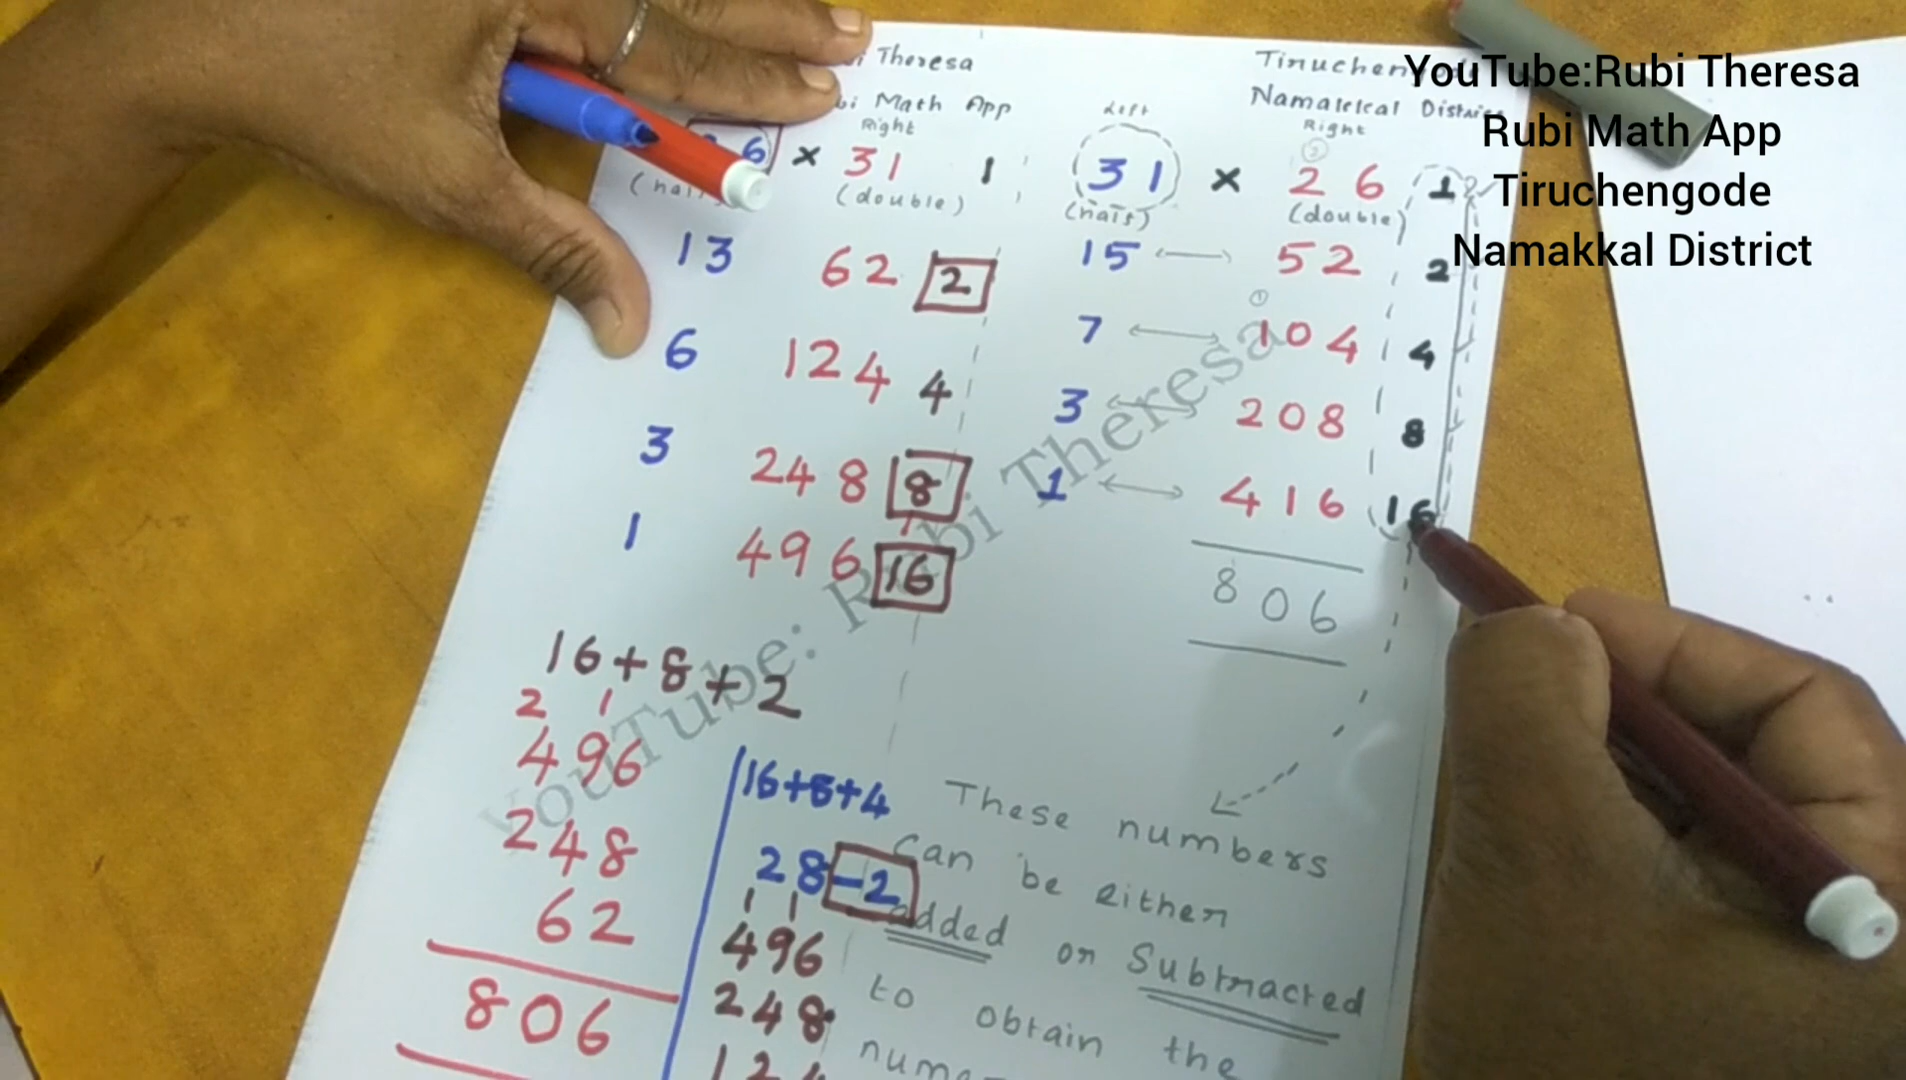 YouTube:Rubi Theresa
Rubi Math App
Tiruchengode
Namakkal District
Theresa
Math App
Right
6 × 31 1
(double)
13 62 2
6 124 4
3 248 8
1 496 16
16+8+2
2 1
496
248
62
806
Namakkal District
Left Right
31 × 26 1
(half) (double)
15 52 2
7 104 4
3 208 8
1 416 16
806
YouTube: Rubi Theresa
16+8+4
28-2
1 1
496
248
124
These numbers
Can be either
added or Subtracted
to obtain the